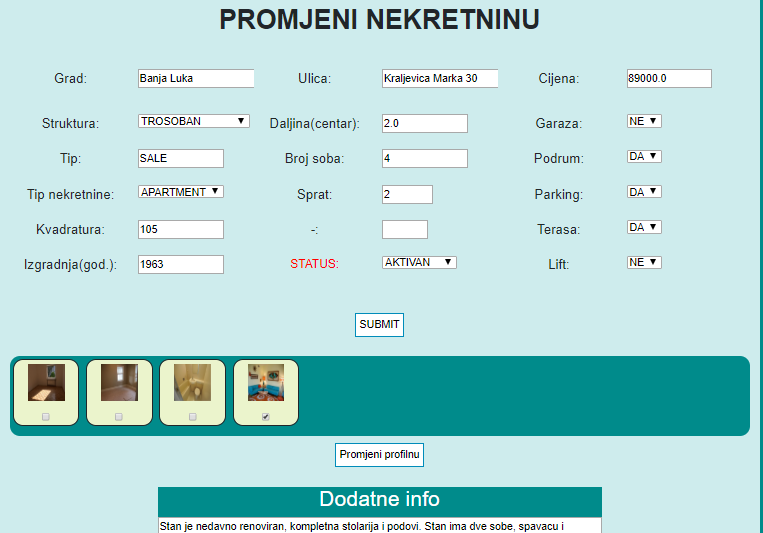 PROMJENI NEKRETNINU
Grad: Banja Luka Ulica: Kraljevica Marka 30 Cijena: 89000.0
Struktura: TROSOBAN Daljina(centar): 2.0 Garaza: NE
Tip: SALE Broj soba: 4 Podrum: DA
Tip nekretnine: APARTMENT Sprat: 2 Parking: DA
Kvadratura: 105 -: Terasa: DA
Izgradnja(god.): 1963 STATUS: AKTIVAN Lift: NE
SUBMIT
Promjeni profilnu
Dodatne info
Stan je nedavno renoviran, kompletna stolarija i podovi. Stan ima dve sobe, spavacu i